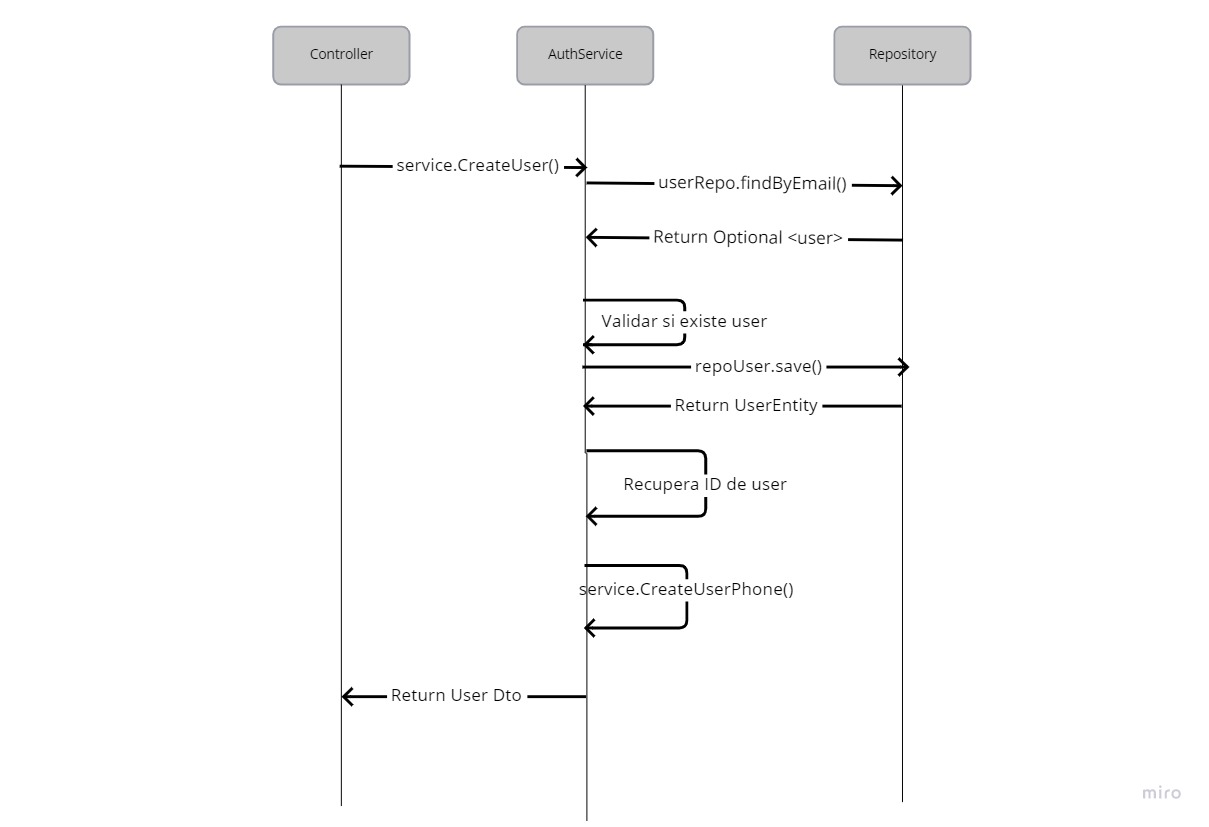 Controller
AuthService
Repository
service.CreateUser()
userRepo.findByEmail()
Return Optional <user>
Validar si existe user
repoUser.save()
Return UserEntity
Recupera ID de user
service.CreateUserPhone()
Return User Dto
miro